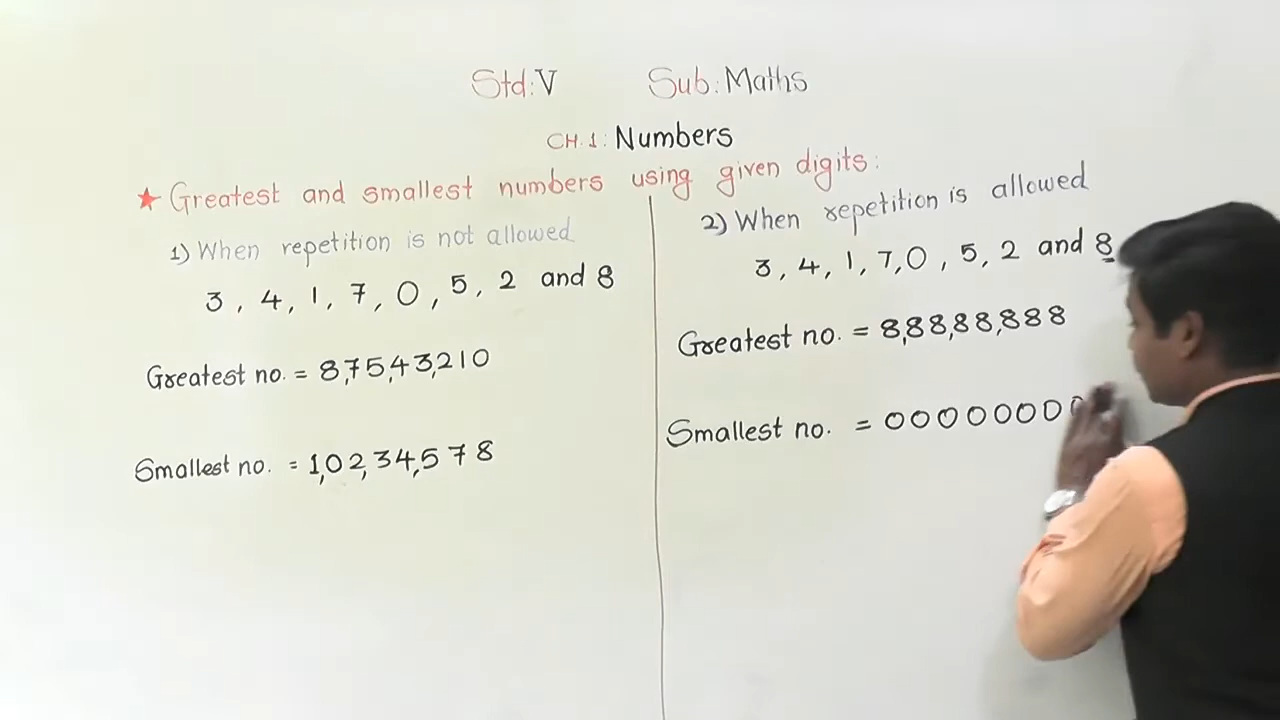 Std: V Sub: Maths
CH. 1: Numbers
★ Greatest and smallest numbers using given digits:
1) When repetition is not allowed
3, 4, 1, 7, 0, 5, 2 and 8
Greatest no. = 8,75,43,210
Smallest no. = 1,02,34,578
2) When repetition is allowed
3, 4, 1, 7, 0, 5, 2 and 8
Greatest no. = 8,88,88,888
Smallest no. = 00000000